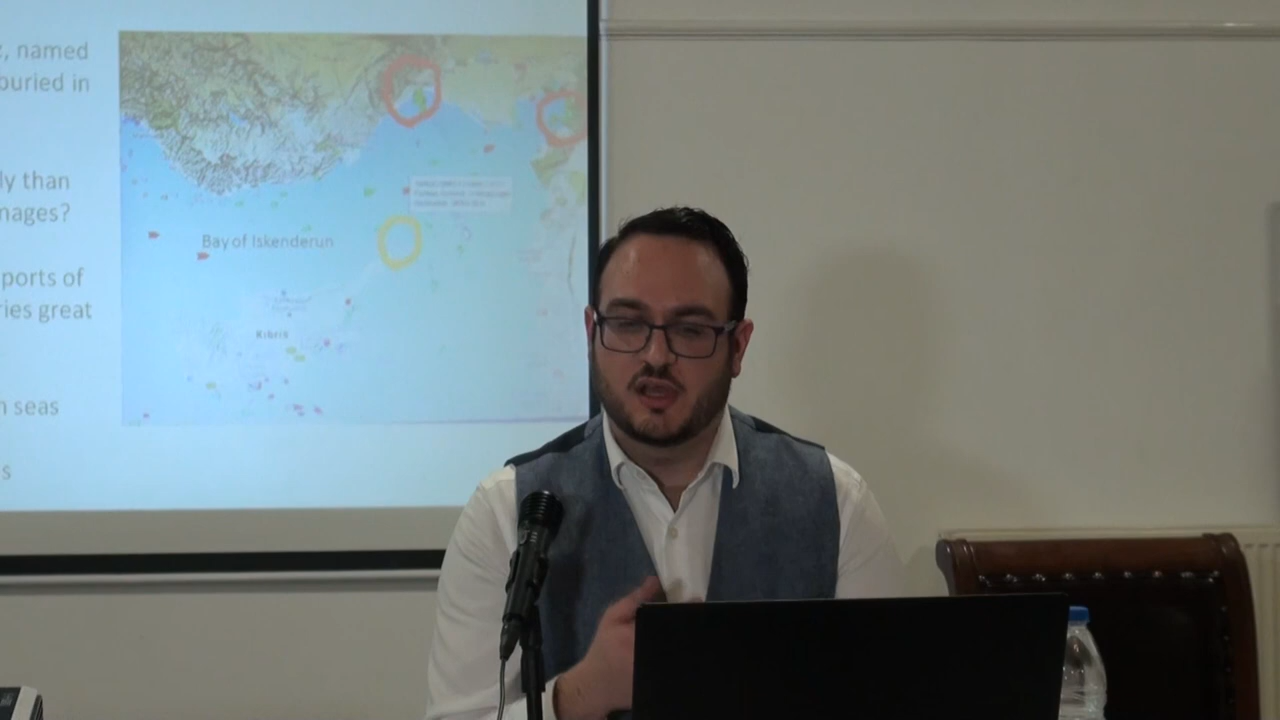 , named
buried in
ly than
mages?
Bay of Iskenderun
ports of
ries great
Kıbrıs
n seas
s